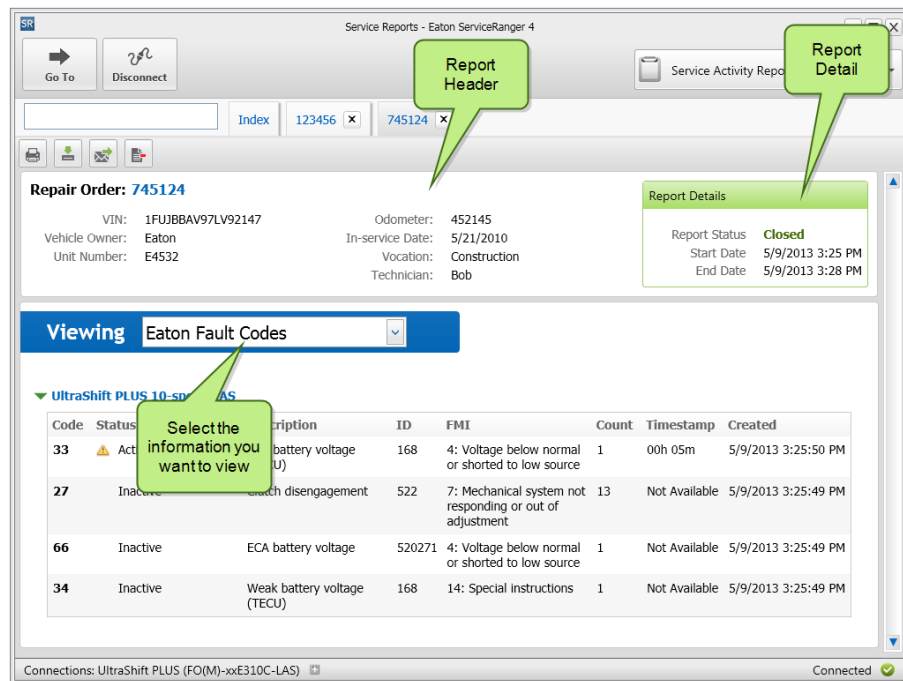 SR
Service Reports - Eaton ServiceRanger 4
Go To
Disconnect
Report
Header
Service Activity Repo
Report
Detail
Index
123456
745124
Repair Order: 745124
VIN: 1FUJBBAV97LV92147
Vehicle Owner: Eaton
Unit Number: E4532
Odometer: 452145
In-service Date: 5/21/2010
Vocation: Construction
Technician: Bob
Report Details
Report Status Closed
Start Date 5/9/2013 3:25 PM
End Date 5/9/2013 3:28 PM
Viewing Eaton Fault Codes
UltraShift PLUS 10-sp AS
Select the
information you
want to view
Code Status ription ID FMI Count Timestamp Created
33 Act battery voltage 168 4: Voltage below normal 1 00h 05m 5/9/2013 3:25:50 PM
CU) or shorted to low source
27 Inactive Clutch disengagement 522 7: Mechanical system not 13 Not Available 5/9/2013 3:25:49 PM
responding or out of
adjustment
66 Inactive ECA battery voltage 520271 4: Voltage below normal 1 Not Available 5/9/2013 3:25:49 PM
or shorted to low source
34 Inactive Weak battery voltage 168 14: Special instructions 1 Not Available 5/9/2013 3:25:49 PM
(TECU)
Connections: UltraShift PLUS (FO(M)-xxE310C-LAS)
Connected